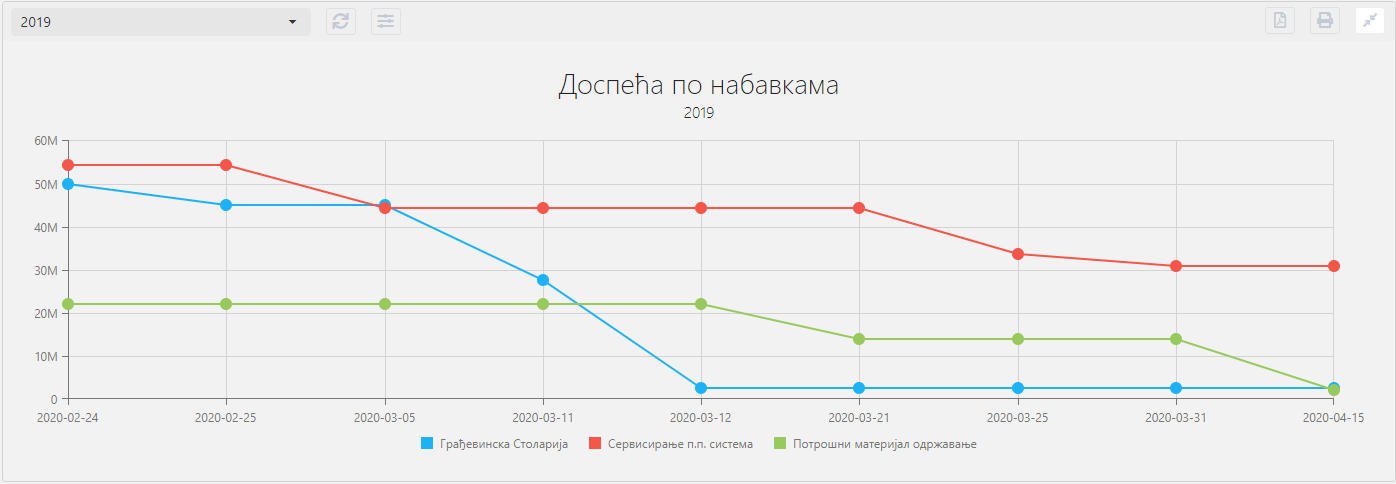 2019
Доспећа по набавкама
2019
60M
50M
40M
30M
20M
10M
0
2020-02-24 2020-02-25 2020-03-05 2020-03-11 2020-03-12 2020-03-21 2020-03-25 2020-03-31 2020-04-15
Грађевинска Столарија Сервисирање п.п. система Потрошни материјал одржавање